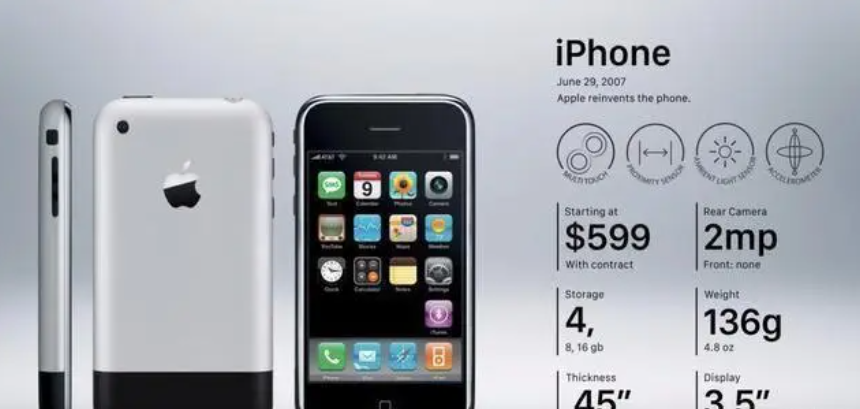 AT&T
9:42 AM
9
Text
Calendar
Photos
Camera
YouTube
Stocks
Maps
Weather
Clock
Calculator
Notes
Settings
iTunes
Phone
iPhone
June 29, 2007
Apple reinvents the phone.
MULTI TOUCH
PROXIMITY SENSOR
AMBIENT LIGHT SENSOR
ACCELEROMETER
Starting at
$599
With contract
Rear Camera
2mp
Front: none
Storage
4,
8, 16 gb
Weight
136g
4.8 oz
Thickness
.45”
Display
3.5”